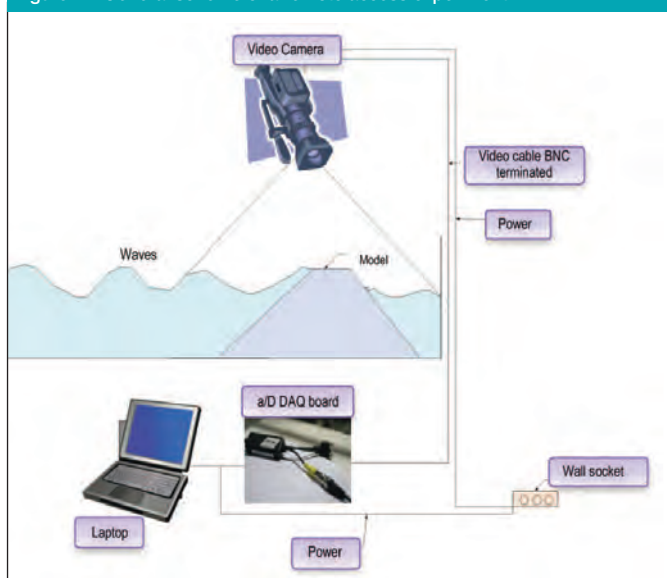 Video Camera
Video cable BNC
terminated
Power
Waves
Model
a/D DAQ board
Wall socket
Laptop
Power